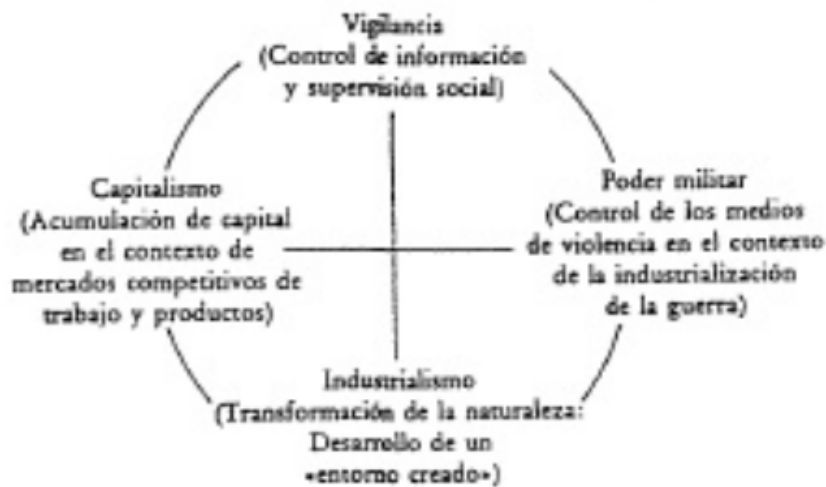 Vigilancia
(Control de información
y supervisión social)
Capitalismo
(Acumulación de capital
en el contexto de
mercados competitivos de
trabajo y productos)
Poder militar
(Control de los medios
de violencia en el contexto
de la industrialización
de la guerra)
Industrialismo
(Transformación de la naturaleza:
Desarrollo de un
«entorno creado»)